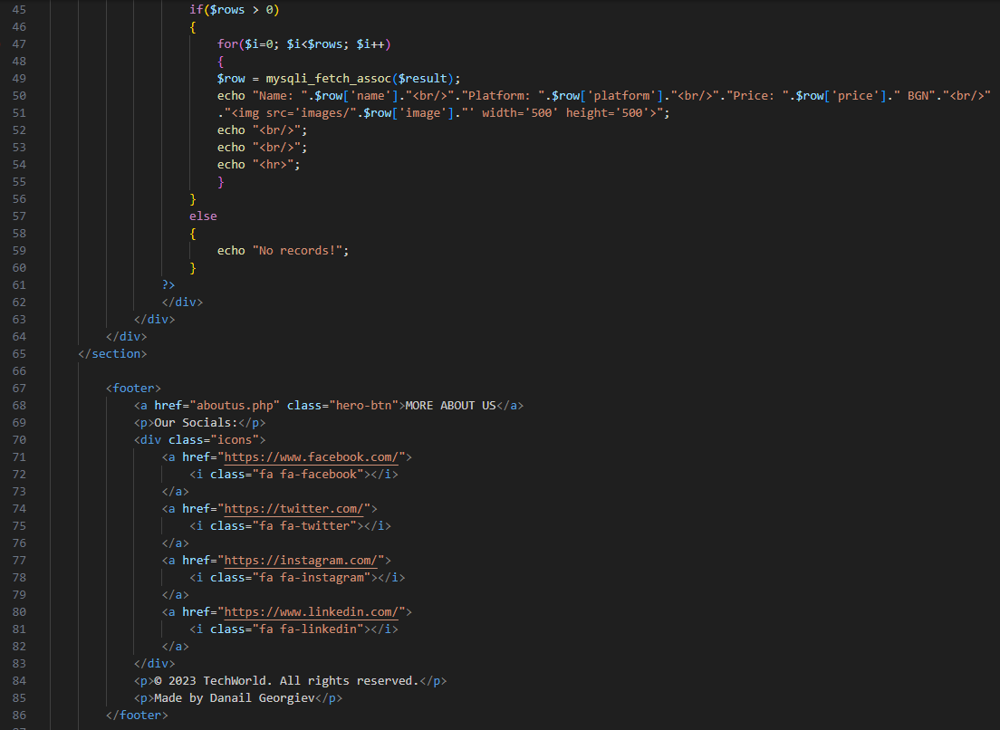 45 if($rows > 0)
46 {
47 for($i=0; $i<$rows; $i++)
48 {
49 $row = mysqli_fetch_assoc($result);
50 echo "Name: ".$row['name']."<br/>"."Platform: ".$row['platform']."<br/>"."Price: ".$row['price']." BGN"."<br/>"
51 ."<img src='images/".$row['image']."' width='500' height='500'>";
52 echo "<br/>";
53 echo "<br/>";
54 echo "<hr>";
55 }
56 }
57 else
58 {
59 echo "No records!";
60 }
61 ?>
62 </div>
63 </div>
64 </div>
65 </section>
66
67 <footer>
68 <a href="aboutus.php" class="hero-btn">MORE ABOUT US</a>
69 <p>Our Socials:</p>
70 <div class="icons">
71 <a href="https://www.facebook.com/">
72 <i class="fa fa-facebook"></i>
73 </a>
74 <a href="https://twitter.com/">
75 <i class="fa fa-twitter"></i>
76 </a>
77 <a href="https://instagram.com/">
78 <i class="fa fa-instagram"></i>
79 </a>
80 <a href="https://www.linkedin.com/">
81 <i class="fa fa-linkedin"></i>
82 </a>
83 </div>
84 <p>© 2023 TechWorld. All rights reserved.</p>
85 <p>Made by Danail Georgiev</p>
86 </footer>